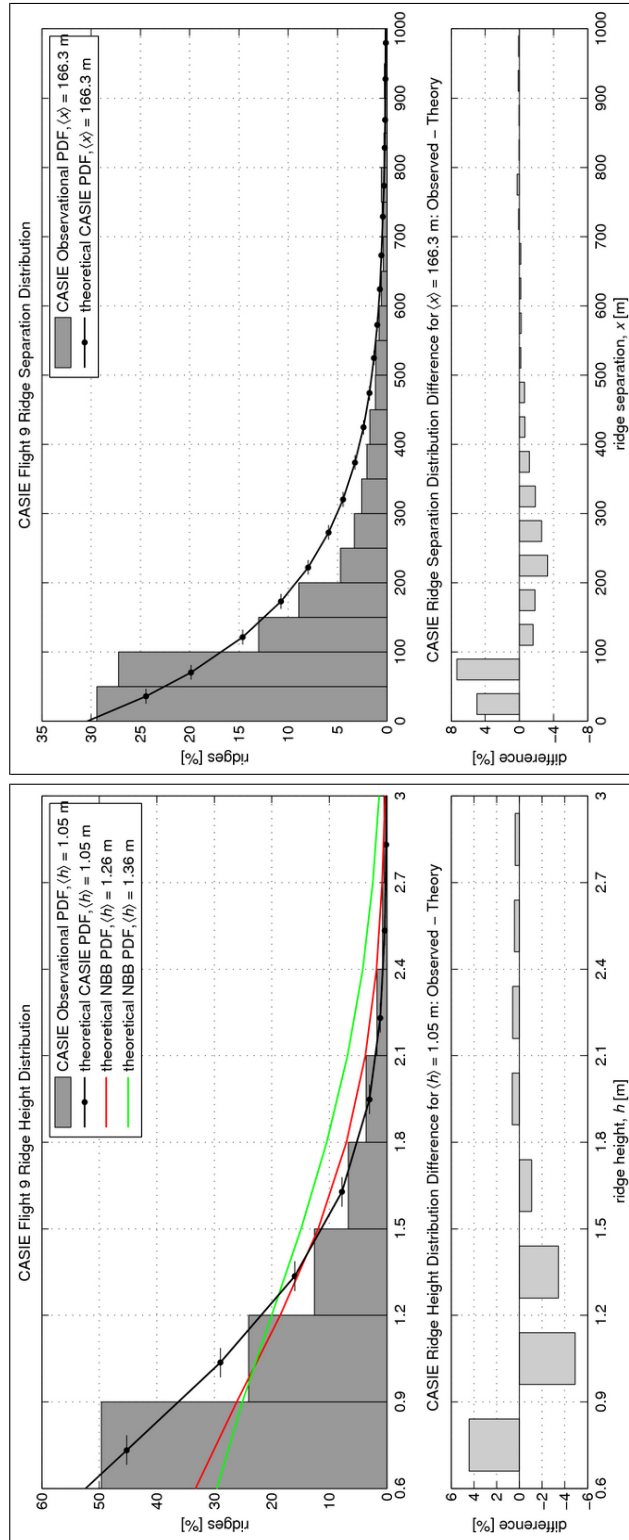 CASIE Flight 9 Ridge Height Distribution
CASIE Observational PDF, ⟨h⟩ = 1.05 m
theoretical CASIE PDF, ⟨h⟩ = 1.05 m
theoretical NBB PDF, ⟨h⟩ = 1.26 m
theoretical NBB PDF, ⟨h⟩ = 1.36 m
ridges [%]
60
50
40
30
20
10
0
0.6 0.9 1.2 1.5 1.8 2.1 2.4 2.7 3
CASIE Ridge Height Distribution Difference for ⟨h⟩ = 1.05 m: Observed − Theory
difference [%]
6
4
2
0
−2
−4
−6
0.6 0.9 1.2 1.5 1.8 2.1 2.4 2.7 3
ridge height, h [m]
CASIE Flight 9 Ridge Separation Distribution
CASIE Observational PDF, ⟨x⟩ = 166.3 m
theoretical CASIE PDF, ⟨x⟩ = 166.3 m
ridges [%]
35
30
25
20
15
10
5
0
0 100 200 300 400 500 600 700 800 900 1000
CASIE Ridge Separation Distribution Difference for ⟨x⟩ = 166.3 m: Observed − Theory
difference [%]
8
4
0
−4
−8
0 100 200 300 400 500 600 700 800 900 1000
ridge separation, x [m]